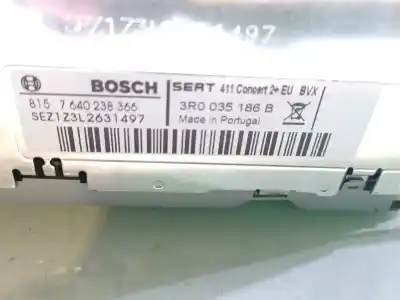 SEZ1Z3L2631497
BOSCH SEAT 411 Concert 2+ EU BVX
815 7 640 238 366 3R0 035 186 B
SEZ1Z3L2631497 Made in Portugal